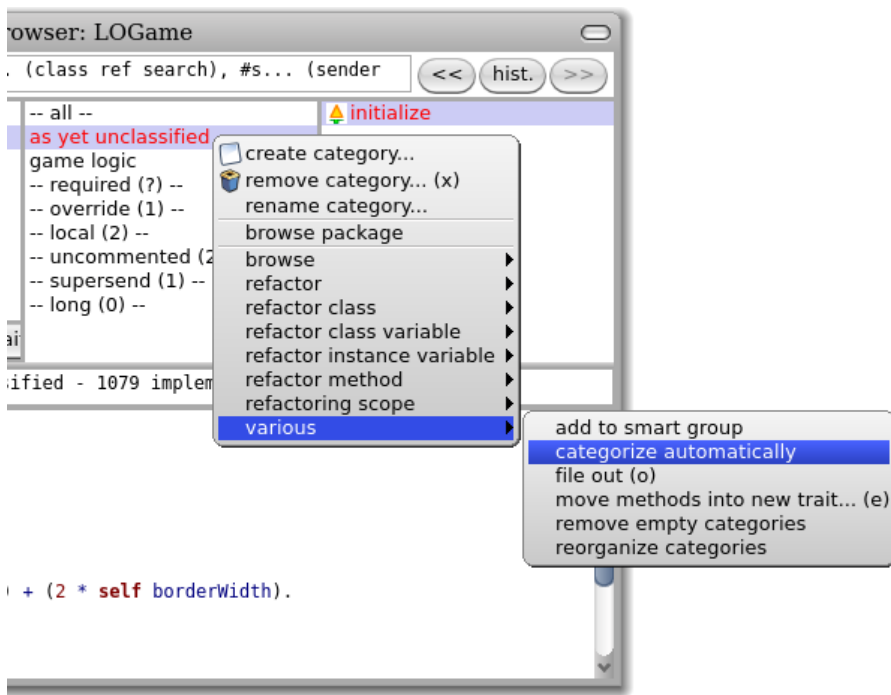 rowser: LOGame
. (class ref search), #s... (sender
<<
hist.
>>
-- all --
as yet unclassified
game logic
-- required (?) --
-- override (1) --
-- local (2) --
-- uncommented (2
-- supersend (1) --
-- long (0) --
initialize
create category...
remove category... (x)
rename category...
browse package
browse
refactor
refactor class
refactor class variable
refactor instance variable
refactor method
refactoring scope
various
add to smart group
categorize automatically
file out (o)
move methods into new trait... (e)
remove empty categories
reorganize categories
ai
sified - 1079 implem
) + (2 * self borderWidth).